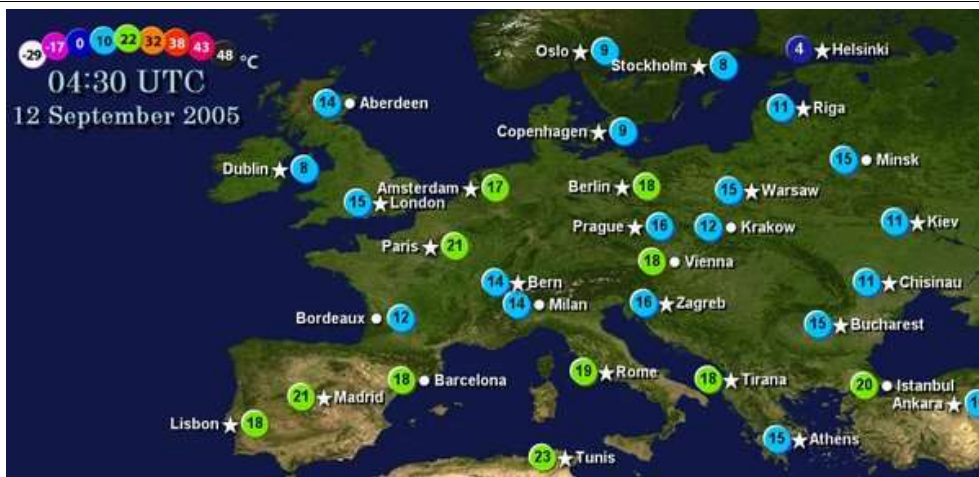 -29 -17 0 10 22 32 38 43 48 °C
04:30 UTC
12 September 2005
Oslo 9
Stockholm 8
4 Helsinki
14 Aberdeen
11 Riga
Copenhagen 9
15 Minsk
Dublin 8
Amsterdam 17
Berlin 18
15 Warsaw
15 London
11 Kiev
Prague 16
12 Krakow
Paris 21
18 Vienna
14 Bern
11 Chisinau
14 Milan
16 Zagreb
Bordeaux 12
15 Bucharest
19 Rome
18 Barcelona
18 Tirana
20 Istanbul
21 Madrid
Ankara
Lisbon 18
15 Athens
23 Tunis